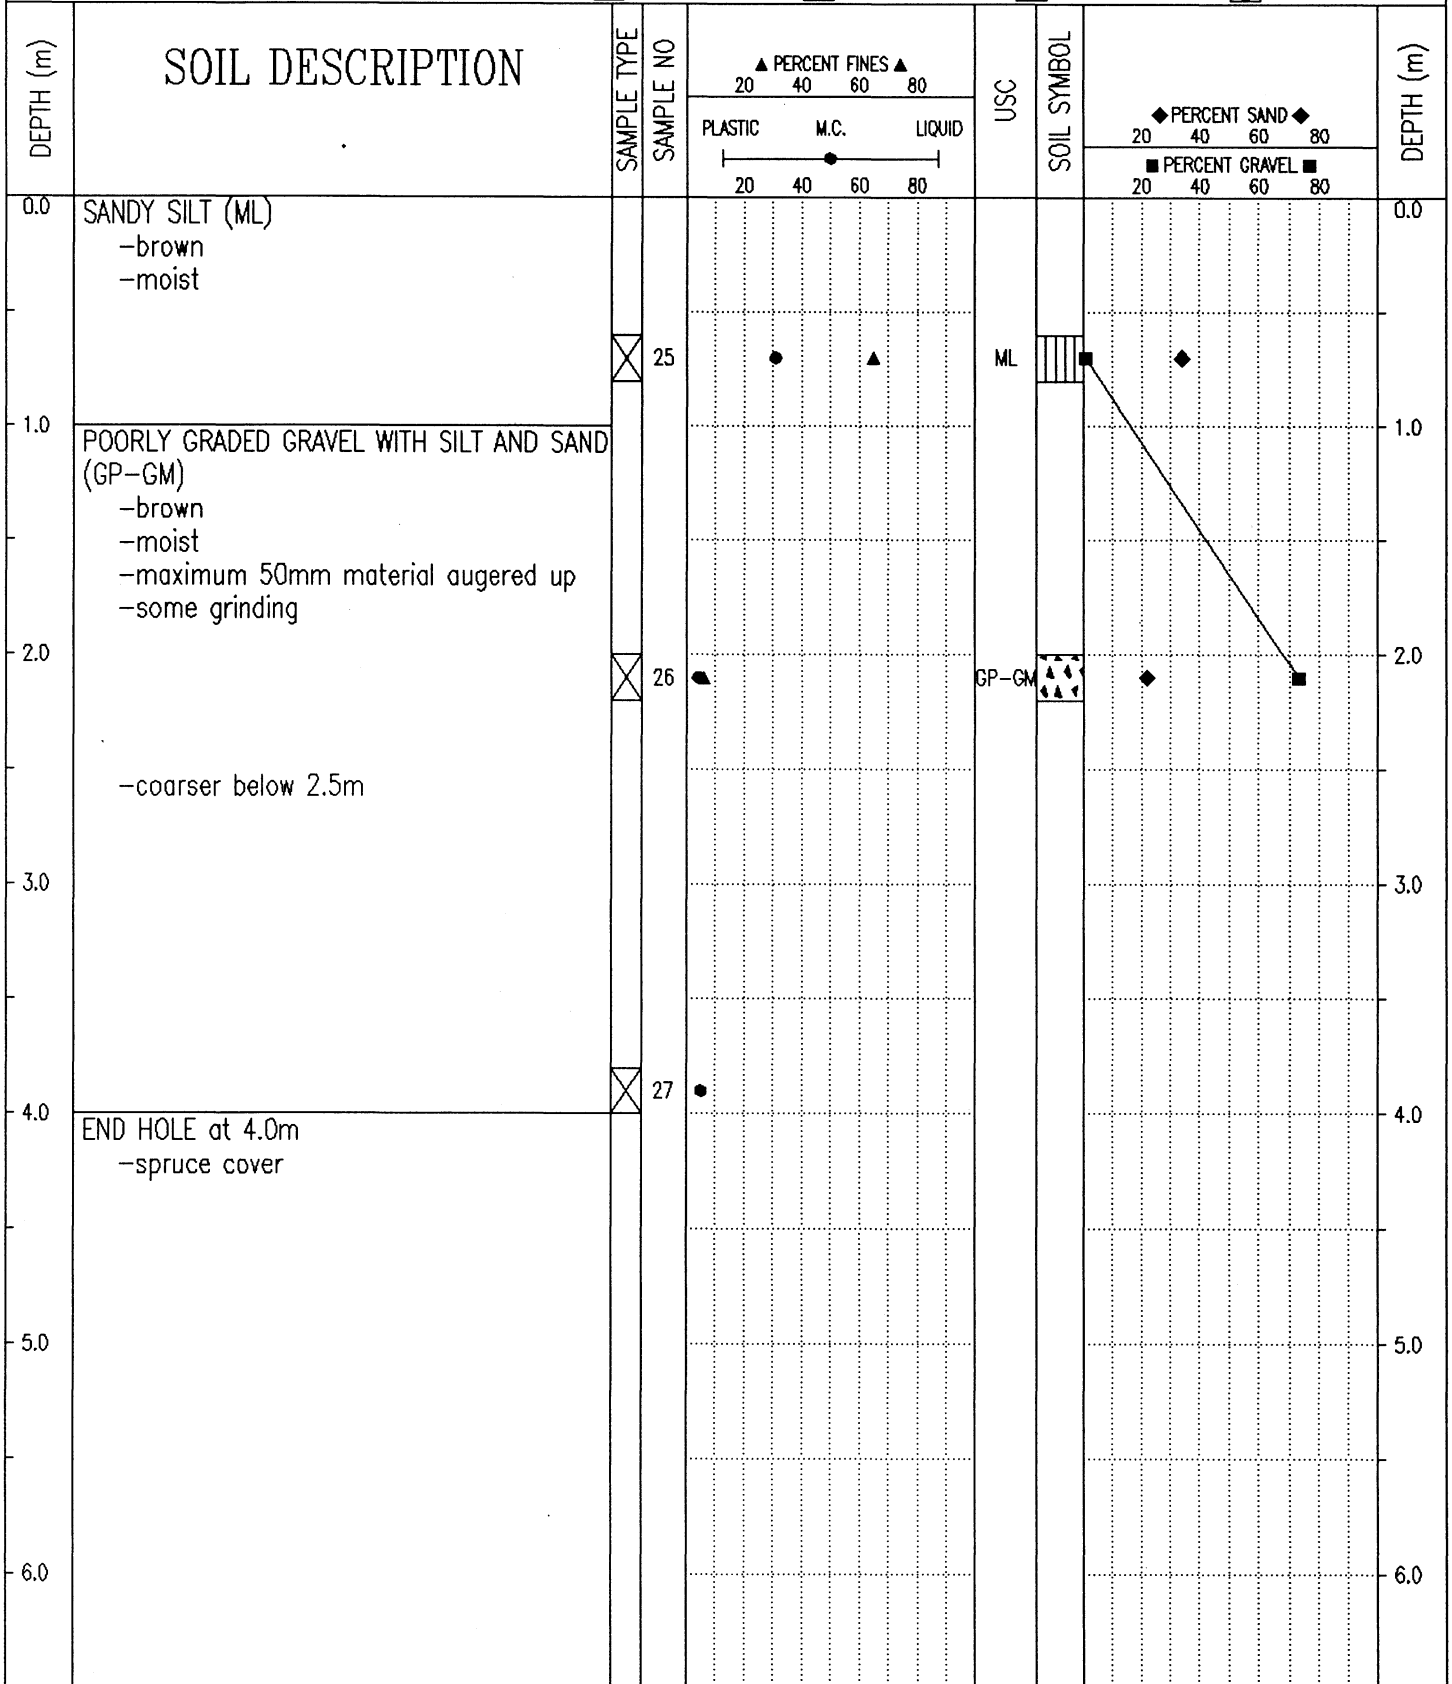 DEPTH (m)
SOIL DESCRIPTION
SAMPLE TYPE
SAMPLE NO
▲ PERCENT FINES ▲
20 40 60 80
PLASTIC M.C. LIQUID
20 40 60 80
USC
SOIL SYMBOL
◆ PERCENT SAND ◆
20 40 60 80
■ PERCENT GRAVEL ■
20 40 60 80
DEPTH (m)
0.0
SANDY SILT (ML)
0.0
-brown
-moist
25
ML
1.0
1.0
POORLY GRADED GRAVEL WITH SILT AND SAND
(GP-GM)
-brown
-moist
-maximum 50mm material augered up
-some grinding
2.0
2.0
26
GP-GM
-coarser below 2.5m
3.0
3.0
27
4.0
4.0
END HOLE at 4.0m
-spruce cover
5.0
5.0
6.0
6.0